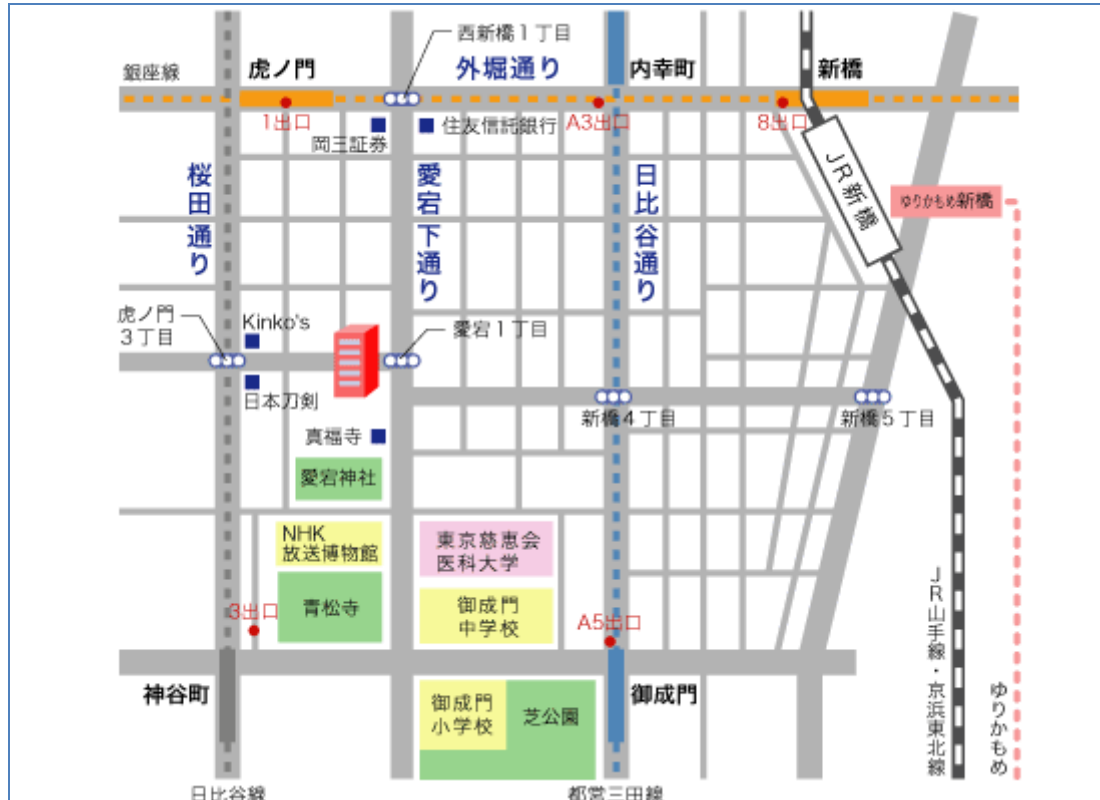 西新橋１丁目
銀座線
虎ノ門
外堀通り
内幸町
新橋
1出口
岡三証券
住友信託銀行
A3出口
8出口
JR新橋
桜田通り
愛宕下通り
日比谷通り
ゆりかもめ新橋
虎ノ門
３丁目
Kinko's
愛宕１丁目
日本刀剣
新橋４丁目
新橋５丁目
真福寺
愛宕神社
NHK
放送博物館
東京慈恵会
医科大学
3出口
青松寺
御成門
中学校
A5出口
JR山手線・京浜東北線
ゆりかもめ
神谷町
御成門
小学校
芝公園
御成門
日比谷線
都営三田線